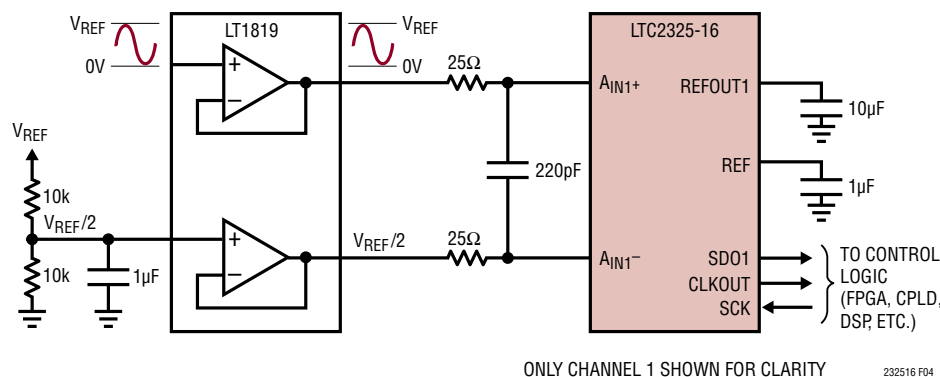 VREF
0V
LT1819
+
−
VREF
0V
25Ω
LTC2325-16
AIN1+
REFOUT1
10µF
REF
1µF
220pF
VREF
10k
VREF/2
10k
1µF
+
−
VREF/2
25Ω
AIN1−
SDO1
CLKOUT
SCK
TO CONTROL
LOGIC
(FPGA, CPLD,
DSP, ETC.)
ONLY CHANNEL 1 SHOWN FOR CLARITY
232516 F04